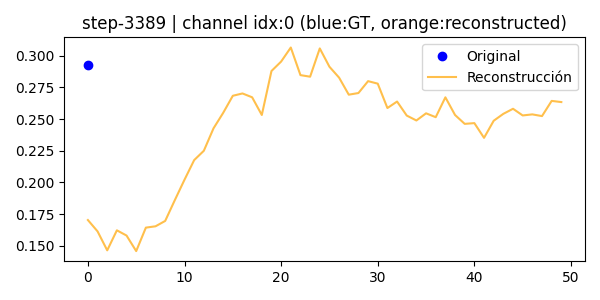 step-3389 | channel idx:0 (blue:GT, orange:reconstructed)
Original
Reconstrucción
0.300
0.275
0.250
0.225
0.200
0.175
0.150
0 10 20 30 40 50